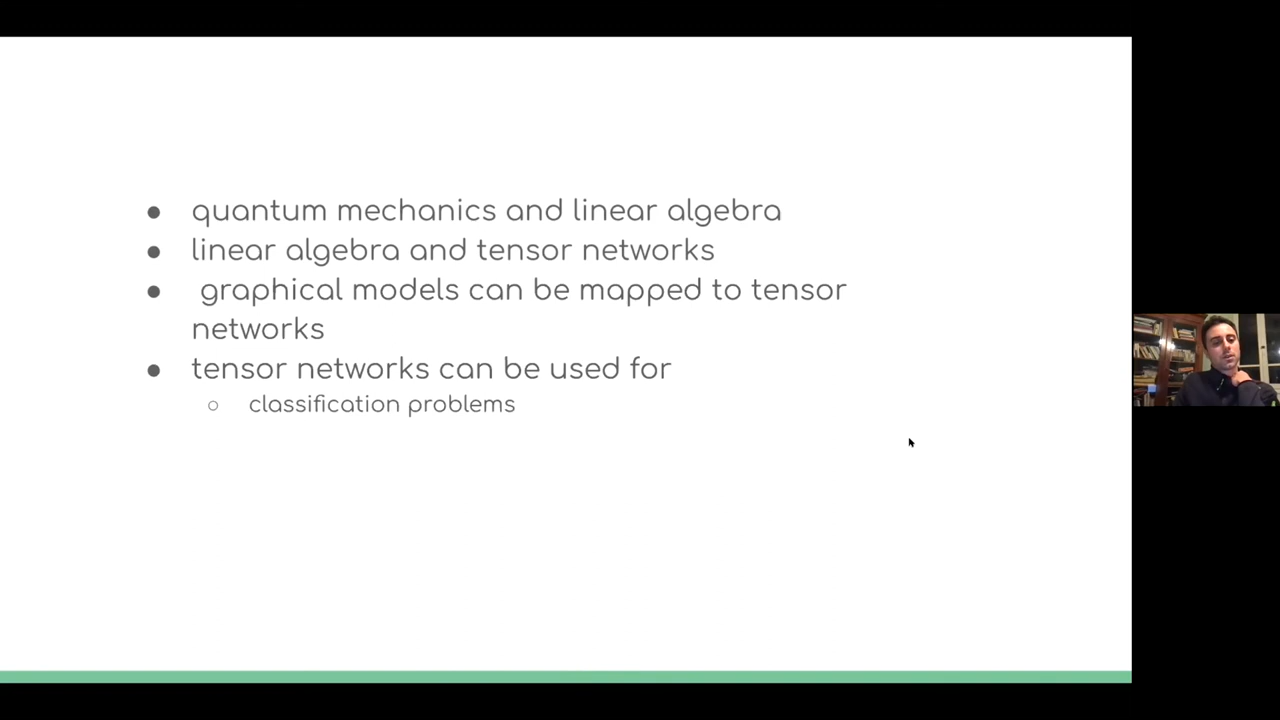 ● quantum mechanics and linear algebra
● linear algebra and tensor networks
● graphical models can be mapped to tensor
networks
● tensor networks can be used for
○ classification problems